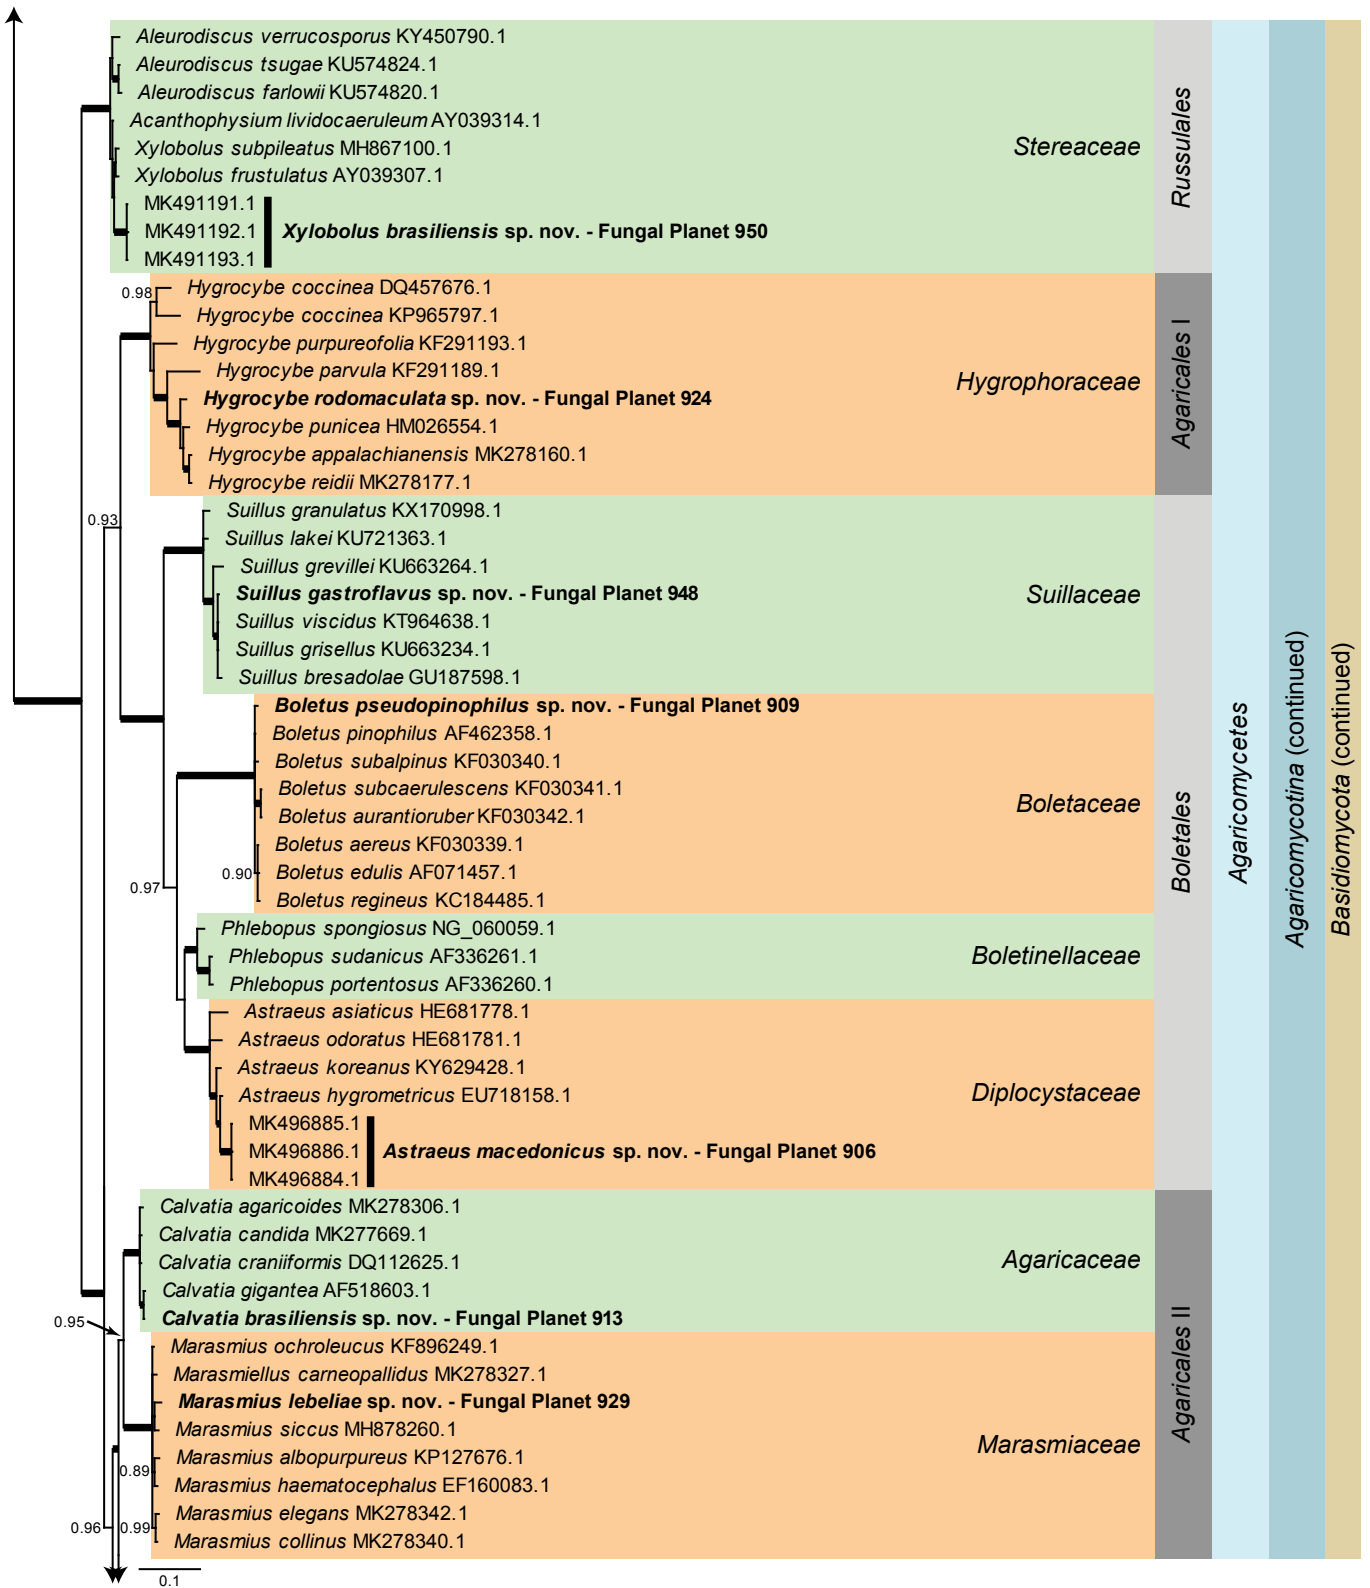 Aleurodiscus verrucosporus KY450790.1
Aleurodiscus tsugae KU574824.1
Aleurodiscus farlowii KU574820.1
Acanthophysium lividocaeruleum AY039314.1
Xylobolus subpileatus MH867100.1
Xylobolus frustulatus AY039307.1
MK491191.1
MK491192.1
MK491193.1
Xylobolus brasiliensis sp. nov. - Fungal Planet 950
Stereaceae
Russulales
0.98
Hygrocybe coccinea DQ457676.1
Hygrocybe coccinea KP965797.1
Hygrocybe purpureofolia KF291193.1
Hygrocybe parvula KF291189.1
Hygrocybe rodomaculata sp. nov. - Fungal Planet 924
Hygrocybe punicea HM026554.1
Hygrocybe appalachianensis MK278160.1
Hygrocybe reidii MK278177.1
Hygrophoraceae
Agaricales I
0.93
Suillus granulatus KX170998.1
Suillus lakei KU721363.1
Suillus grevillei KU663264.1
Suillus gastroflavus sp. nov. - Fungal Planet 948
Suillus viscidus KT964638.1
Suillus grisellus KU663234.1
Suillus bresadolae GU187598.1
Suillaceae
Boletus pseudopinophilus sp. nov. - Fungal Planet 909
Boletus pinophilus AF462358.1
Boletus subalpinus KF030340.1
Boletus subcaerulescens KF030341.1
Boletus aurantioruber KF030342.1
Boletus aereus KF030339.1
0.90
Boletus edulis AF071457.1
Boletus regineus KC184485.1
Boletaceae
0.97
Boletales
Phlebopus spongiosus NG_060059.1
Phlebopus sudanicus AF336261.1
Phlebopus portentosus AF336260.1
Boletinellaceae
Astraeus asiaticus HE681778.1
Astraeus odoratus HE681781.1
Astraeus koreanus KY629428.1
Astraeus hygrometricus EU718158.1
MK496885.1
MK496886.1
MK496884.1
Astraeus macedonicus sp. nov. - Fungal Planet 906
Diplocystaceae
Calvatia agaricoides MK278306.1
Calvatia candida MK277669.1
Calvatia craniiformis DQ112625.1
Calvatia gigantea AF518603.1
Calvatia brasiliensis sp. nov. - Fungal Planet 913
Agaricaceae
0.95
Marasmius ochroleucus KF896249.1
Marasmiellus carneopallidus MK278327.1
Marasmius lebeliae sp. nov. - Fungal Planet 929
Marasmius siccus MH878260.1
Marasmius albopurpureus KP127676.1
0.89
Marasmius haematocephalus EF160083.1
Marasmius elegans MK278342.1
0.96
0.99
Marasmius collinus MK278340.1
Marasmiaceae
Agaricales II
Agaricomycetes
Agaricomycotina (continued)
Basidiomycota (continued)
0.1